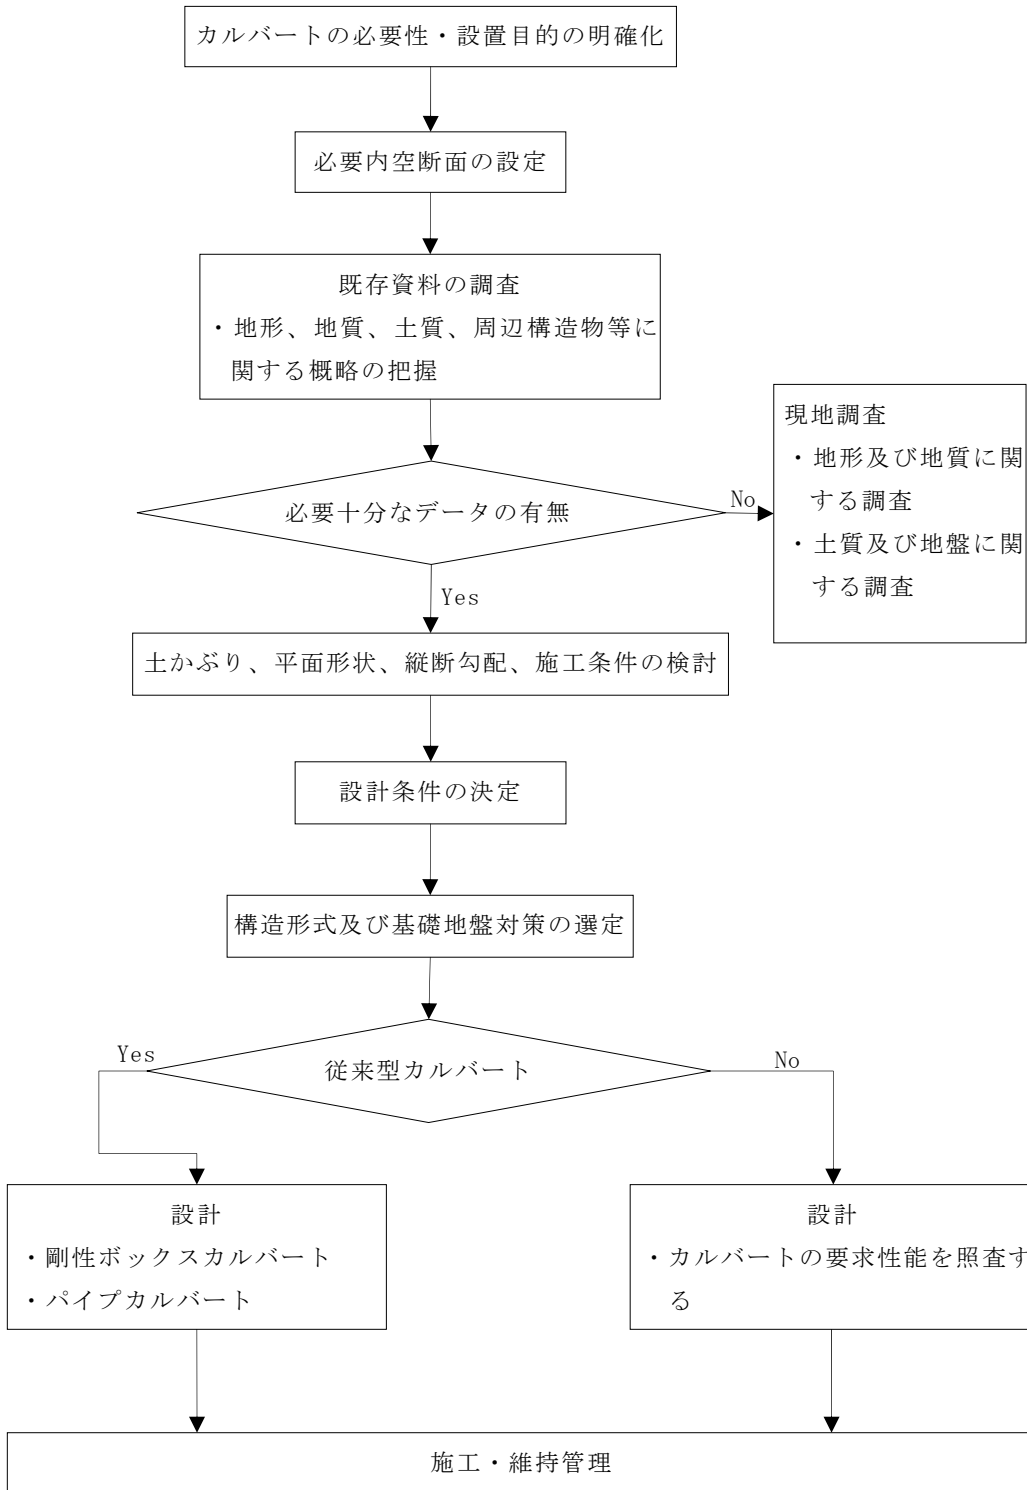 カルバートの必要性・設置目的の明確化
必要内空断面の設定
既存資料の調査
・地形、地質、土質、周辺構造物等に
関する概略の把握
現地調査
・地形及び地質に関
する調査
・土質及び地盤に関
する調査
必要十分なデータの有無
No
Yes
土かぶり、平面形状、縦断勾配、施工条件の検討
設計条件の決定
構造形式及び基礎地盤対策の選定
従来型カルバート
Yes
No
設計
・剛性ボックスカルバート
・パイプカルバート
設計
・カルバートの要求性能を照査す
る
施工・維持管理